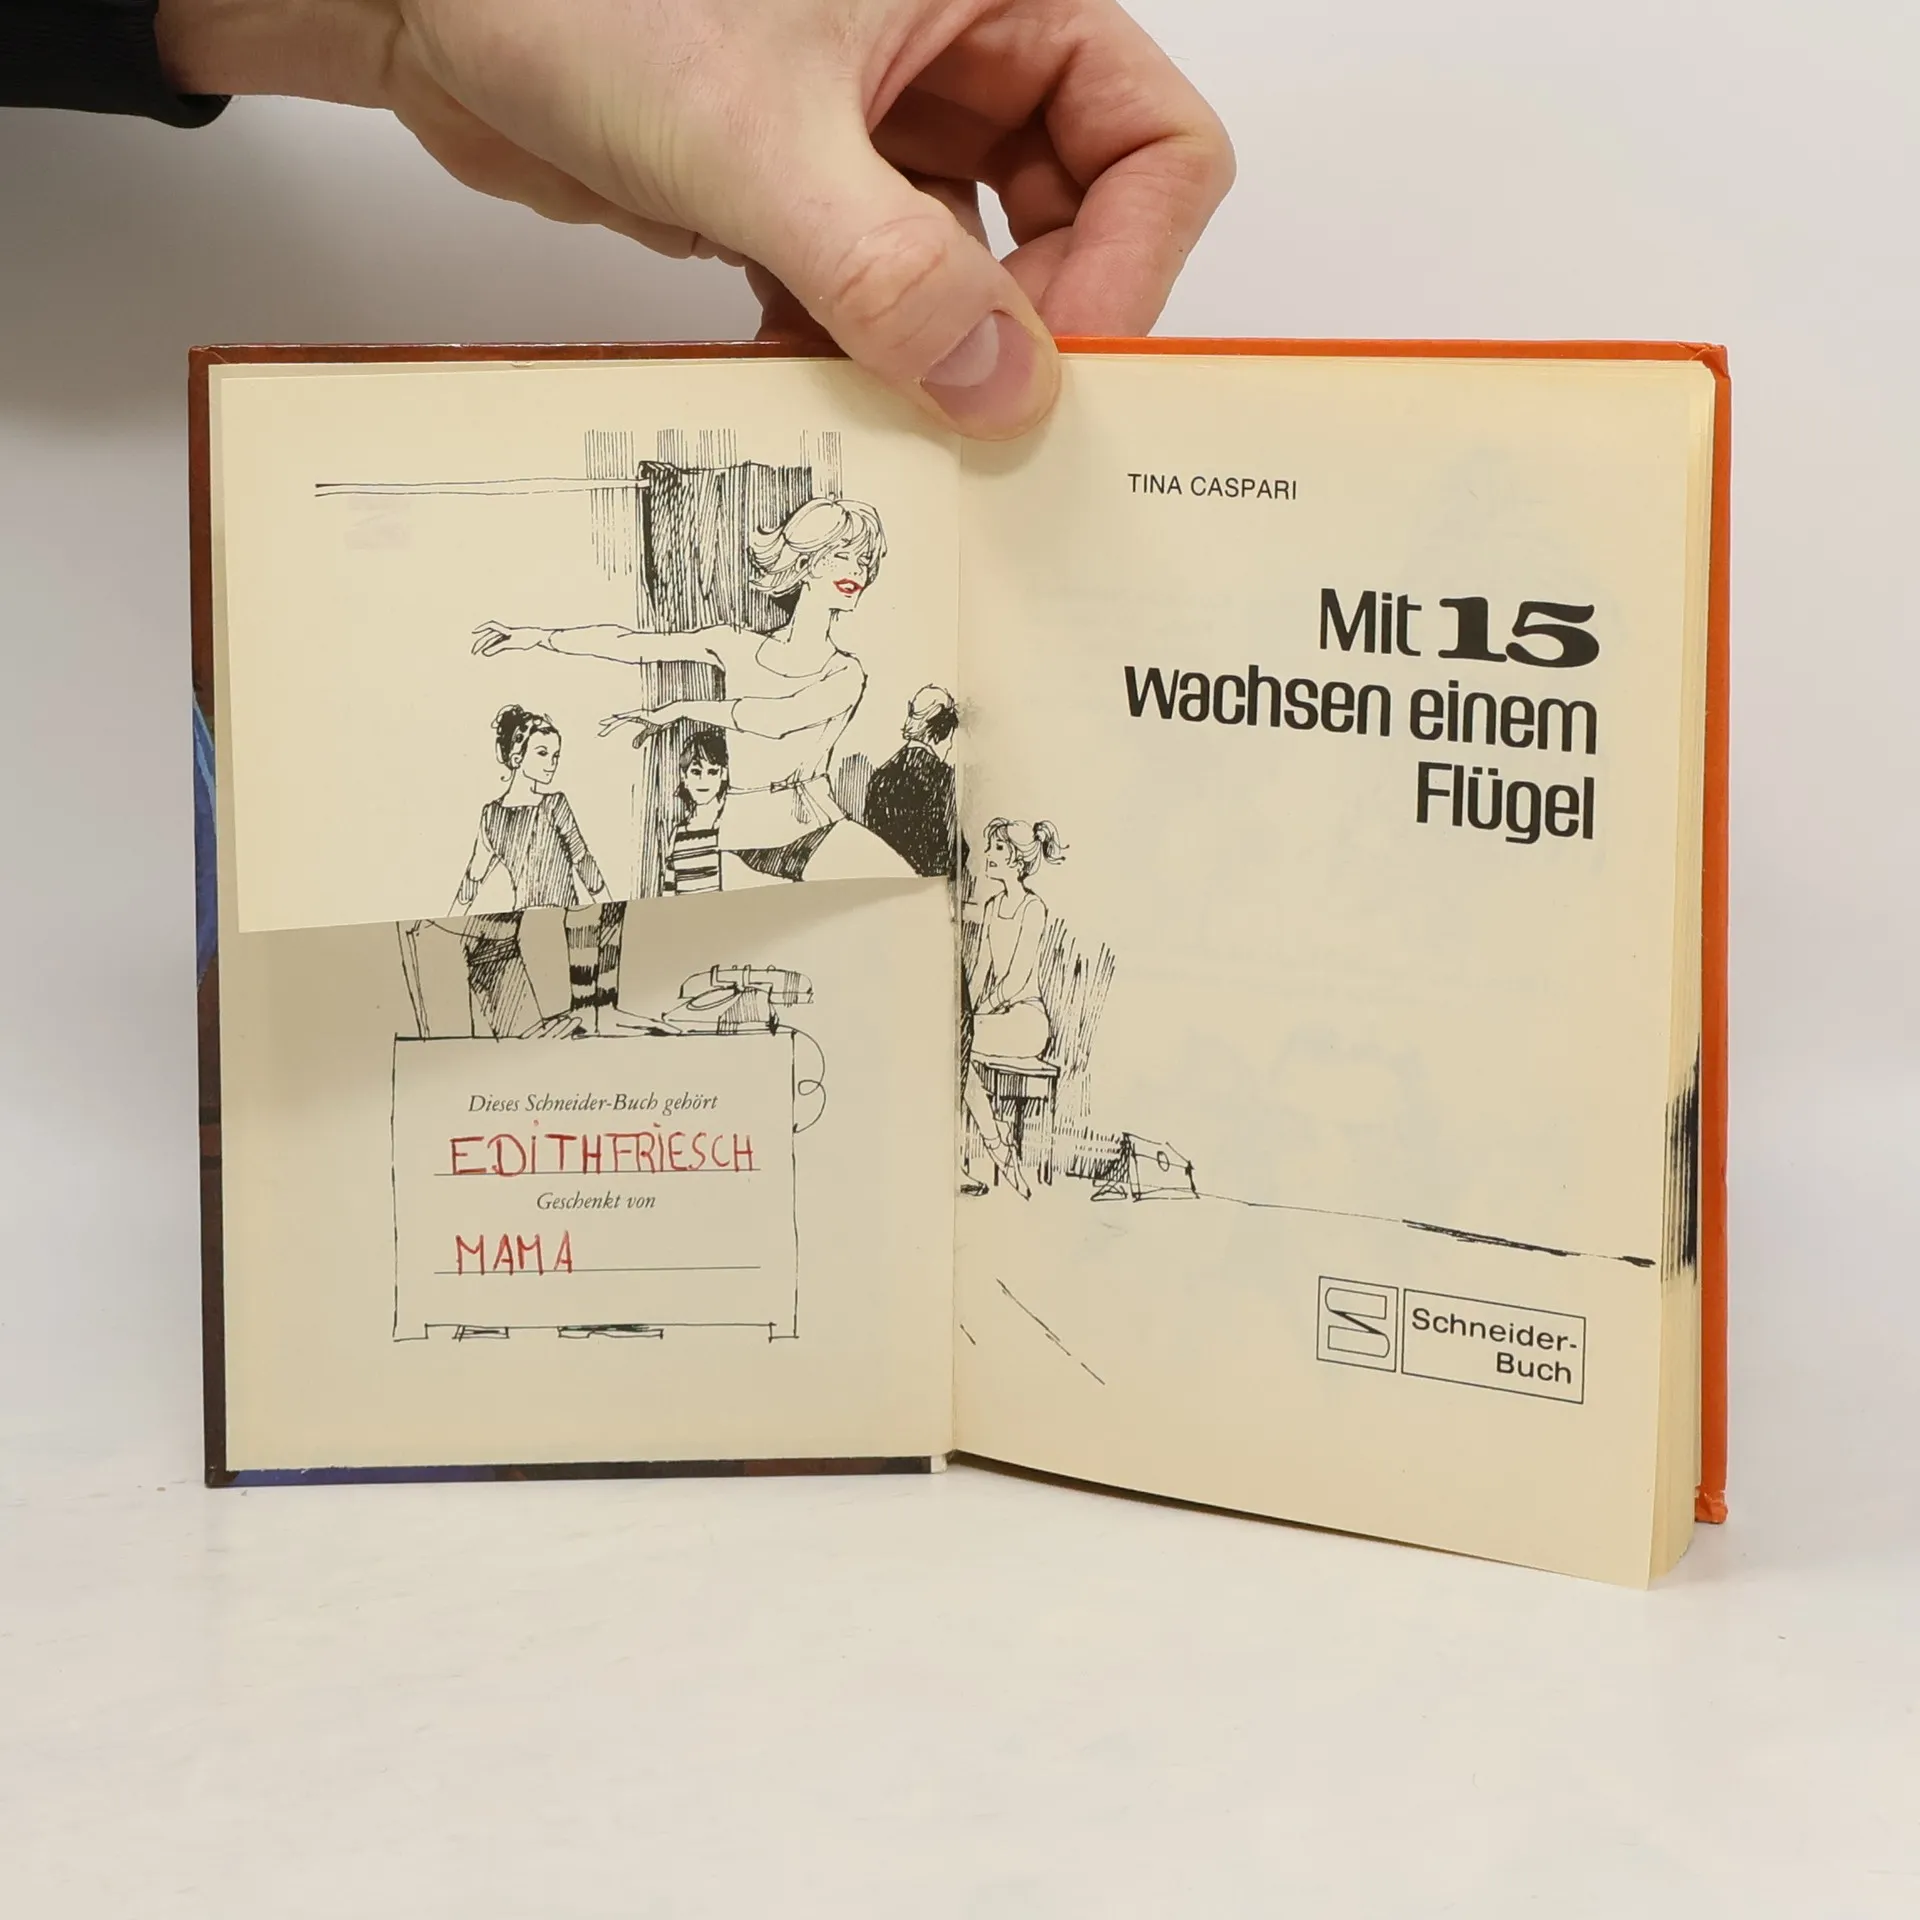 Dieses Schneider-Buch gehört
EDITHFRIESCH
Geschenkt von
MAMA
TINA CASPARI
Mit 15
wachsen einem
Flügel
Schneider-
Buch